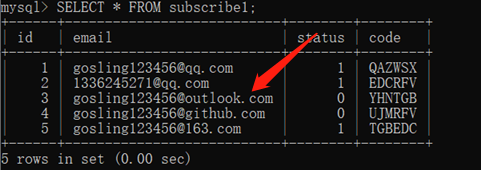 mysql> SELECT * FROM subscribe1;
+----+-----------------------+--------+--------+
| id | email | status | code |
+----+-----------------------+--------+--------+
| 1 | gosling123456@qq.com | 1 | QAZWSX |
| 2 | 1336245271@qq.com | 1 | EDCRFV |
| 3 | gosling123456@outlook.com | 0 | YHNTGB |
| 4 | gosling123456@github.com | 0 | UJMRFV |
| 5 | gosling123456@163.com | 1 | TGBEDC |
+----+-----------------------+--------+--------+
5 rows in set (0.00 sec)